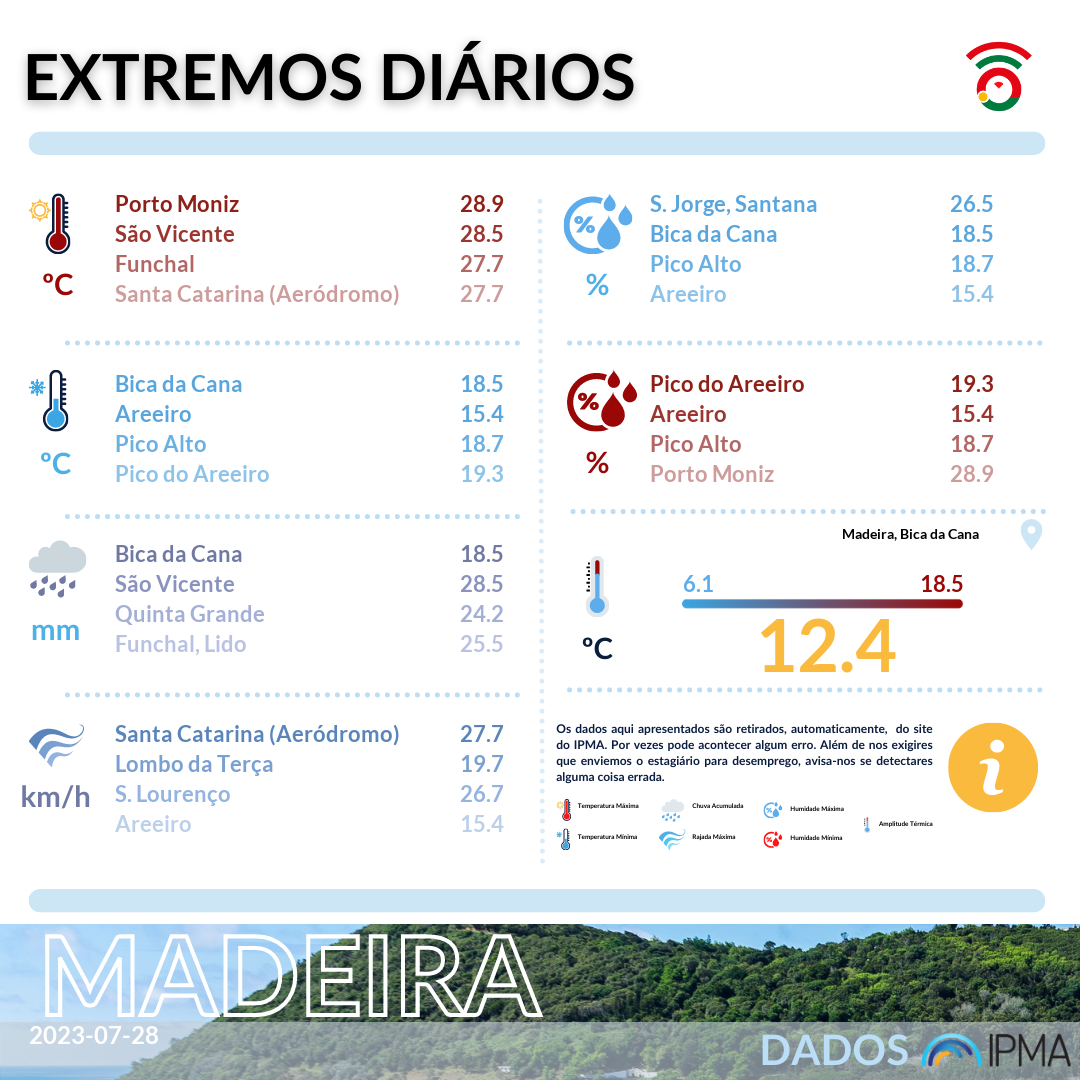 EXTREMOS DIÁRIOS
Porto Moniz 28.9
São Vicente 28.5
Funchal 27.7
Santa Catarina (Aeródromo) 27.7
ºC
Bica da Cana 18.5
Areeiro 15.4
Pico Alto 18.7
Pico do Areeiro 19.3
ºC
Bica da Cana 18.5
São Vicente 28.5
Quinta Grande 24.2
Funchal, Lido 25.5
mm
Santa Catarina (Aeródromo) 27.7
Lombo da Terça 19.7
S. Lourenço 26.7
Areeiro 15.4
km/h
%
S. Jorge, Santana 26.5
Bica da Cana 18.5
Pico Alto 18.7
Areeiro 15.4
%
%
Pico do Areeiro 19.3
Areeiro 15.4
Pico Alto 18.7
Porto Moniz 28.9
%
Madeira, Bica da Cana
6.1 18.5
12.4
ºC
Os dados aqui apresentados são retirados, automaticamente, do site
do IPMA. Por vezes pode acontecer algum erro. Além de nos exigires
que enviemos o estagiário para desemprego, avisa-nos se detectares
alguma coisa errada.
i
Temperatura Máxima
Chuva Acumulada
Humidade Máxima
Amplitude Térmica
Temperatura Mínima
Rajada Máxima
Humidade Mínima
MADEIRA
2023-07-28
DADOS IPMA